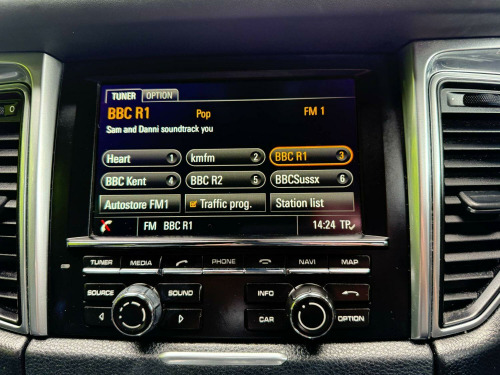 TUNER OPTION
BBC R1 Pop FM 1
Sam and Danni soundtrack you
Heart 1 kmfm 2 BBC R1 3
BBC Kent 4 BBC R2 5 BBCSussx 6
Autostore FM1 Traffic prog. Station list
FM BBC R1 14:24 TP
TUNER MEDIA PHONE NAVI MAP
SOURCE SOUND INFO
CAR OPTION